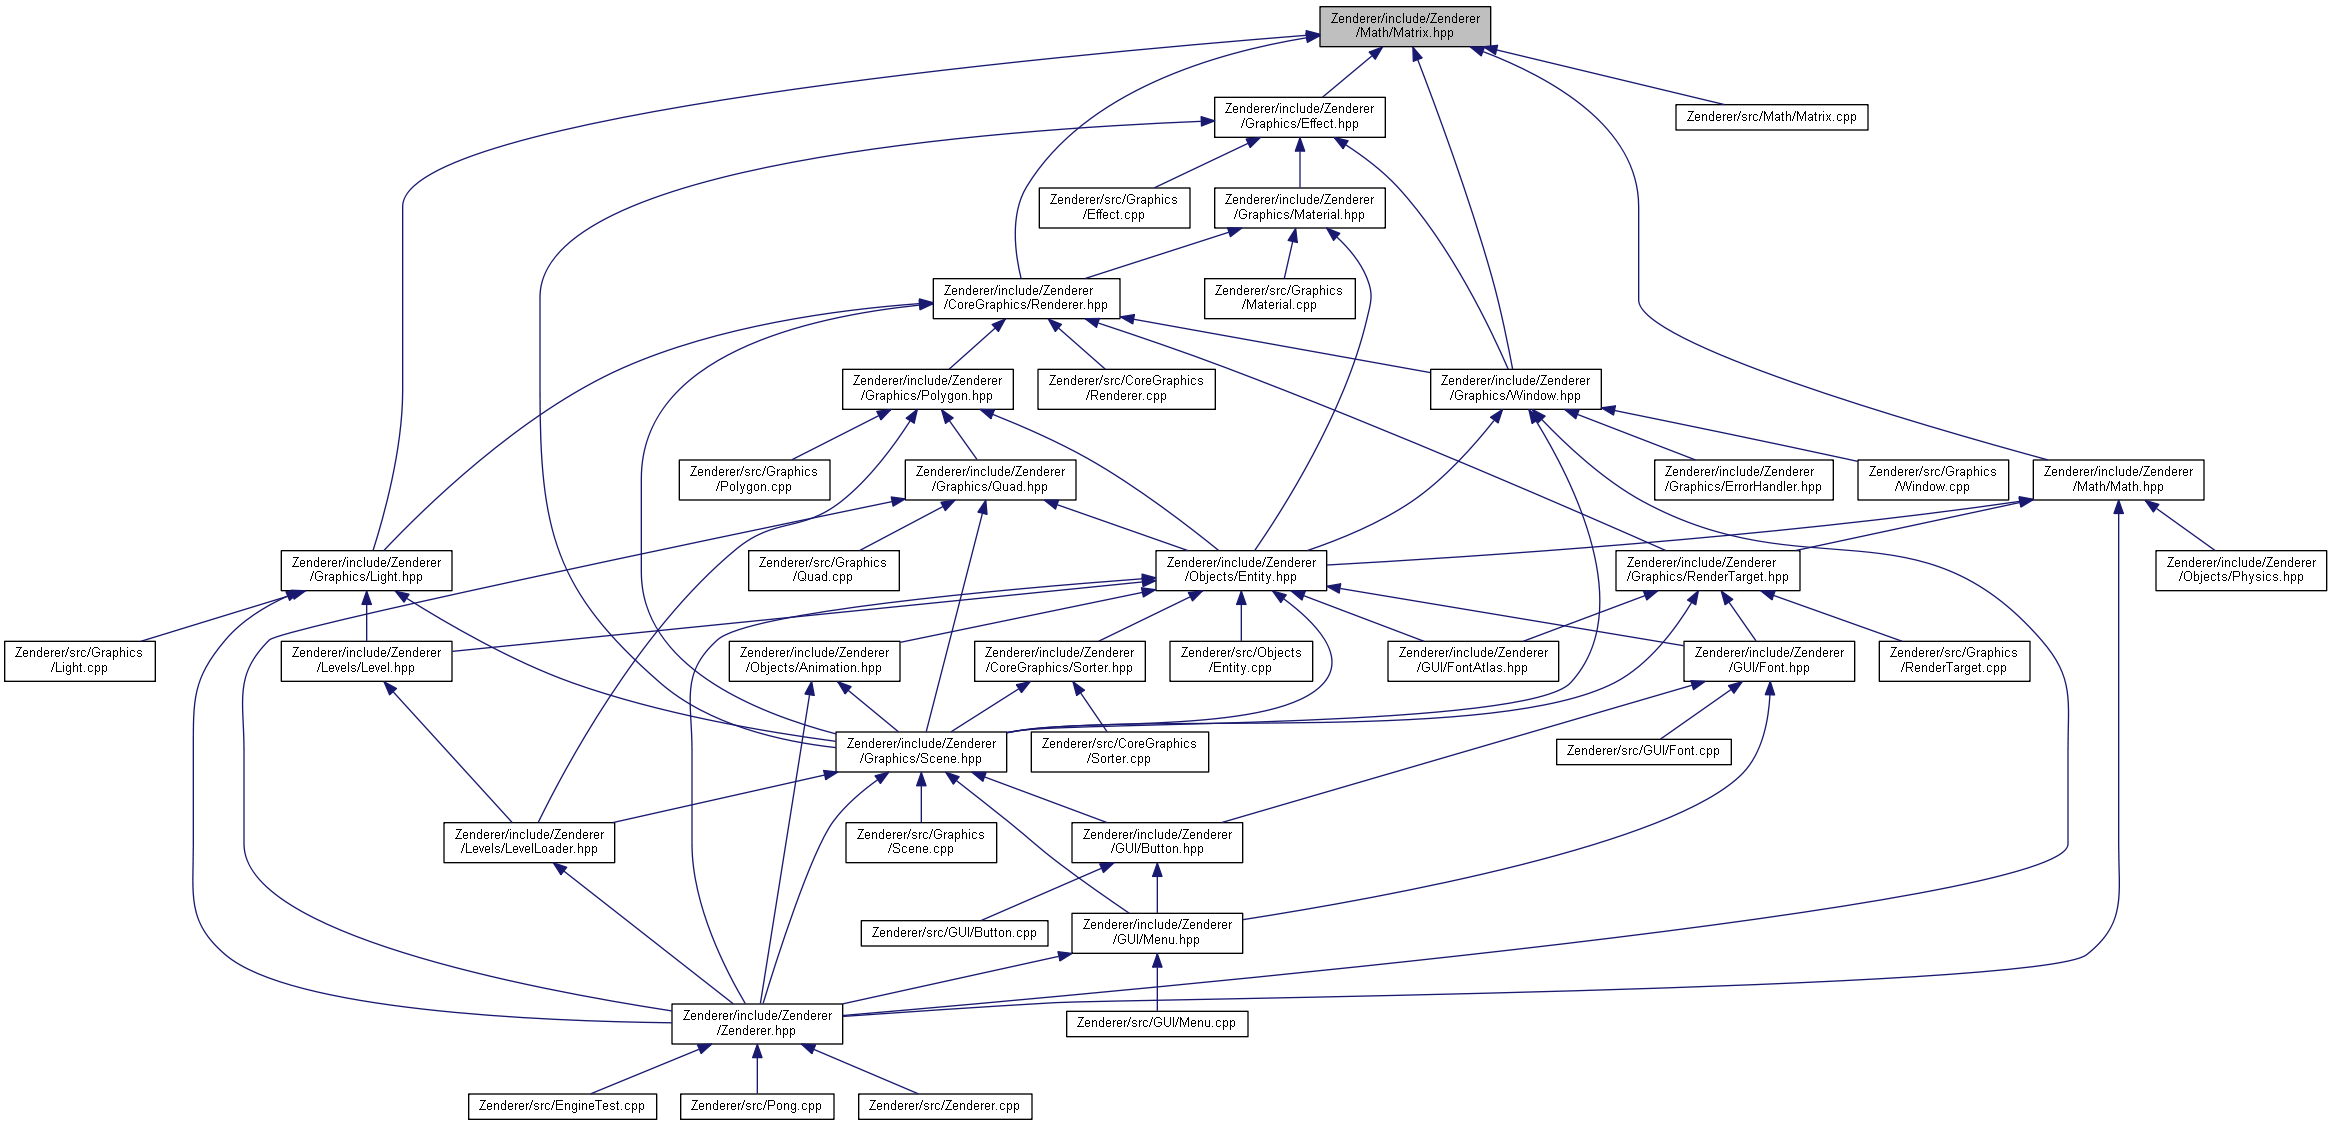 Zenderer/include/Zenderer
/Math/Matrix.hpp
Zenderer/include/Zenderer
/Graphics/Effect.hpp
Zenderer/src/Math/Matrix.cpp
Zenderer/src/Graphics
/Effect.cpp
Zenderer/include/Zenderer
/Graphics/Material.hpp
Zenderer/include/Zenderer
/CoreGraphics/Renderer.hpp
Zenderer/src/Graphics
/Material.cpp
Zenderer/include/Zenderer
/Graphics/Polygon.hpp
Zenderer/src/CoreGraphics
/Renderer.cpp
Zenderer/include/Zenderer
/Graphics/Window.hpp
Zenderer/src/Graphics
/Polygon.cpp
Zenderer/include/Zenderer
/Graphics/Quad.hpp
Zenderer/include/Zenderer
/Graphics/ErrorHandler.hpp
Zenderer/src/Graphics
/Window.cpp
Zenderer/include/Zenderer
/Math/Math.hpp
Zenderer/include/Zenderer
/Graphics/Light.hpp
Zenderer/src/Graphics
/Quad.cpp
Zenderer/include/Zenderer
/Objects/Entity.hpp
Zenderer/include/Zenderer
/Graphics/RenderTarget.hpp
Zenderer/include/Zenderer
/Objects/Physics.hpp
Zenderer/src/Graphics
/Light.cpp
Zenderer/include/Zenderer
/Levels/Level.hpp
Zenderer/include/Zenderer
/Objects/Animation.hpp
Zenderer/include/Zenderer
/CoreGraphics/Sorter.hpp
Zenderer/src/Objects
/Entity.cpp
Zenderer/include/Zenderer
/GUI/FontAtlas.hpp
Zenderer/include/Zenderer
/GUI/Font.hpp
Zenderer/src/Graphics
/RenderTarget.cpp
Zenderer/include/Zenderer
/Graphics/Scene.hpp
Zenderer/src/CoreGraphics
/Sorter.cpp
Zenderer/src/GUI/Font.cpp
Zenderer/include/Zenderer
/Levels/LevelLoader.hpp
Zenderer/src/Graphics
/Scene.cpp
Zenderer/include/Zenderer
/GUI/Button.hpp
Zenderer/src/GUI/Button.cpp
Zenderer/include/Zenderer
/GUI/Menu.hpp
Zenderer/include/Zenderer
/Zenderer.hpp
Zenderer/src/GUI/Menu.cpp
Zenderer/src/EngineTest.cpp
Zenderer/src/Pong.cpp
Zenderer/src/Zenderer.cpp